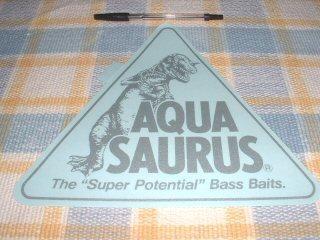 AQUA
SAURUS®
The "Super Potential" Bass Baits.